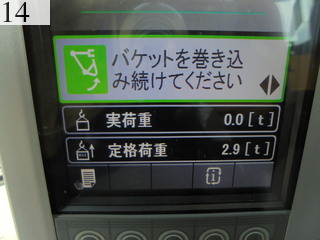 14
バケットを巻き込
み続けてください
実荷重 0.0[t]
定格荷重 2.9[t]